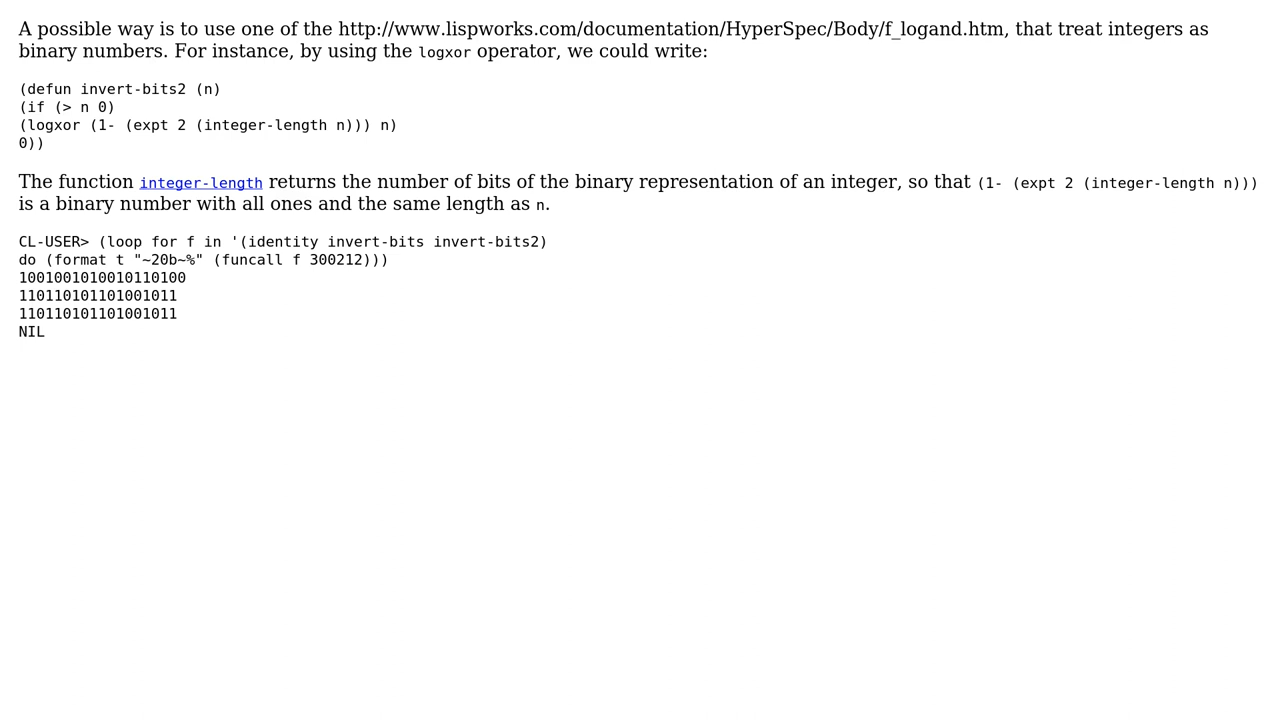 A possible way is to use one of the http://www.lispworks.com/documentation/HyperSpec/Body/f_logand.htm, that treat integers as
binary numbers. For instance, by using the logxor operator, we could write:
(defun invert-bits2 (n)
(if (> n 0)
(logxor (1- (expt 2 (integer-length n))) n)
0))
The function integer-length returns the number of bits of the binary representation of an integer, so that (1- (expt 2 (integer-length n)))
is a binary number with all ones and the same length as n.
CL-USER> (loop for f in '(identity invert-bits invert-bits2)
do (format t "~20b~%" (funcall f 300212)))
1001001010010110100
110110101101001011
110110101101001011
NIL